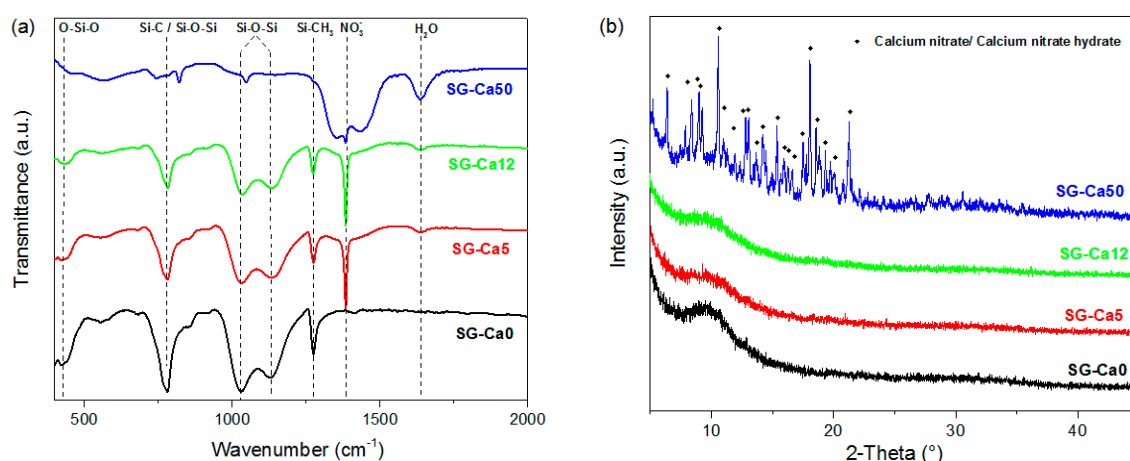 (a)
O-Si-O Si-C / Si-O-Si Si-O-Si Si-CH₃ NO₃⁻ H₂O
SG-Ca50
SG-Ca12
SG-Ca5
SG-Ca0
Transmittance (a.u.)
500 1000 1500 2000
Wavenumber (cm⁻¹)
(b)
Calcium nitrate/ Calcium nitrate hydrate
SG-Ca50
SG-Ca12
SG-Ca5
SG-Ca0
Intensity (a.u.)
10 20 30 40
2-Theta (°)